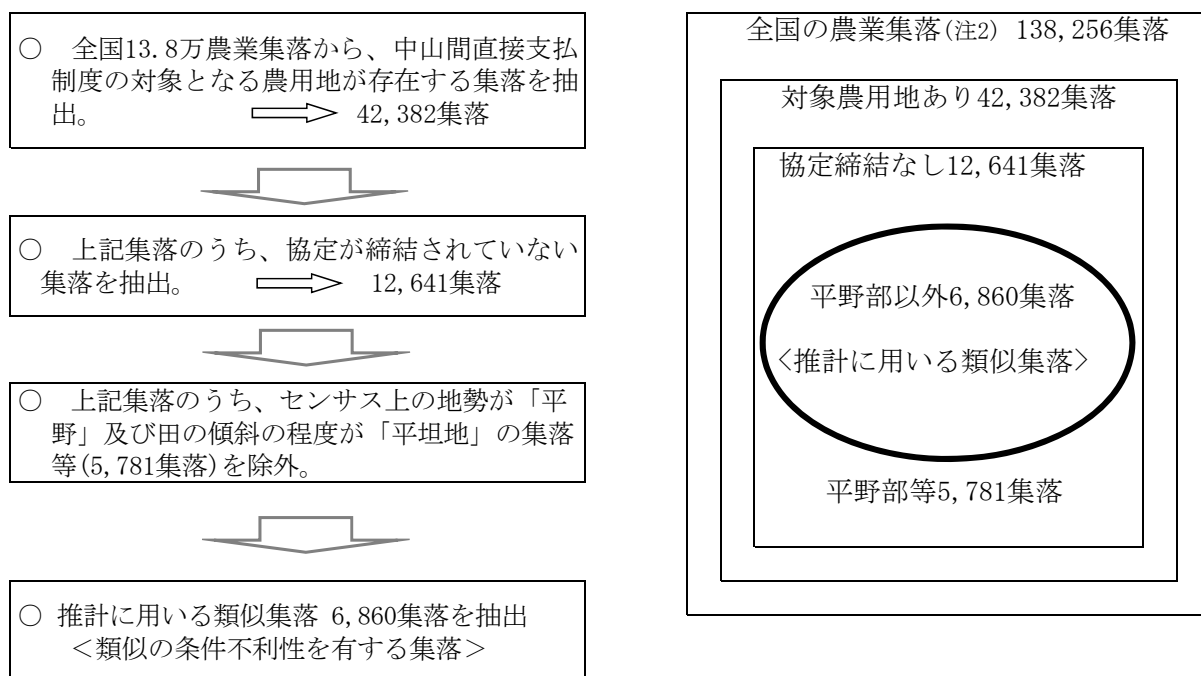 ○ 全国13.8万農業集落から、中山間直接支払
制度の対象となる農用地が存在する集落を抽
出。 42,382集落
○ 上記集落のうち、協定が締結されていない
集落を抽出。 12,641集落
○ 上記集落のうち、センサス上の地勢が「平
野」及び田の傾斜の程度が「平坦地」の集落
等(5,781集落)を除外。
○ 推計に用いる類似集落 6,860集落を抽出
＜類似の条件不利性を有する集落＞
全国の農業集落(注2) 138,256集落
対象農用地あり42,382集落
協定締結なし12,641集落
平野部以外6,860集落
〈推計に用いる類似集落〉
平野部等5,781集落